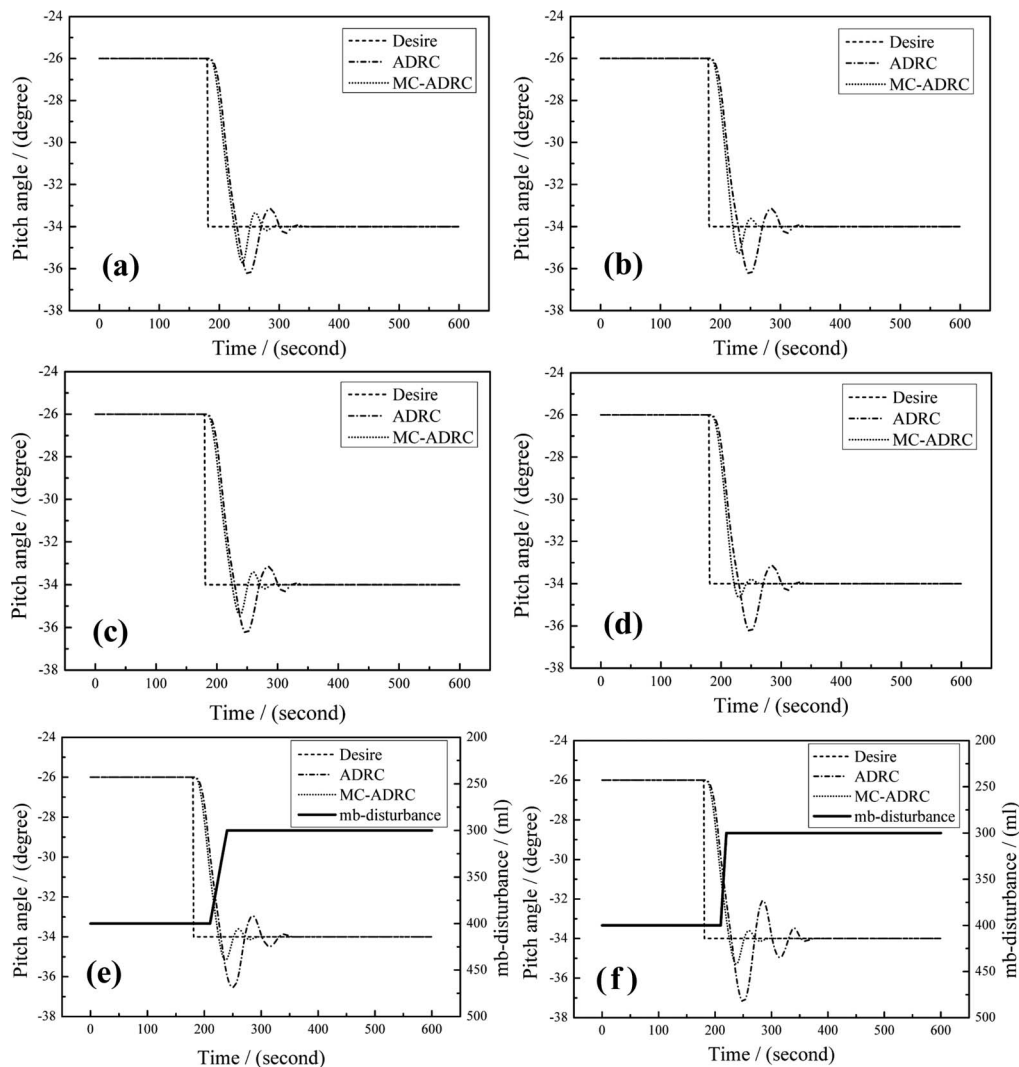 -24
-26
-28
-30
-32
-34
-36
-38
Pitch angle / (degree)
Desire
ADRC
MC-ADRC
(a)
0 100 200 300 400 500 600
Time / (second)
-24
-26
-28
-30
-32
-34
-36
-38
Pitch angle / (degree)
Desire
ADRC
MC-ADRC
(b)
0 100 200 300 400 500 600
Time / (second)
-24
-26
-28
-30
-32
-34
-36
-38
Pitch angle / (degree)
Desire
ADRC
MC-ADRC
(c)
0 100 200 300 400 500 600
Time / (second)
-24
-26
-28
-30
-32
-34
-36
-38
Pitch angle / (degree)
Desire
ADRC
MC-ADRC
(d)
0 100 200 300 400 500 600
Time / (second)
-24
-26
-28
-30
-32
-34
-36
-38
Pitch angle / (degree)
Desire
ADRC
MC-ADRC
mb-disturbance
(e)
200
250
300
350
400
450
500
mb-disturbance / (ml)
0 100 200 300 400 500 600
Time / (second)
-24
-26
-28
-30
-32
-34
-36
-38
Pitch angle / (degree)
Desire
ADRC
MC-ADRC
mb-disturbance
(f)
200
250
300
350
400
450
500
mb-disturbance / (ml)
0 100 200 300 400 500 600
Time / (second)